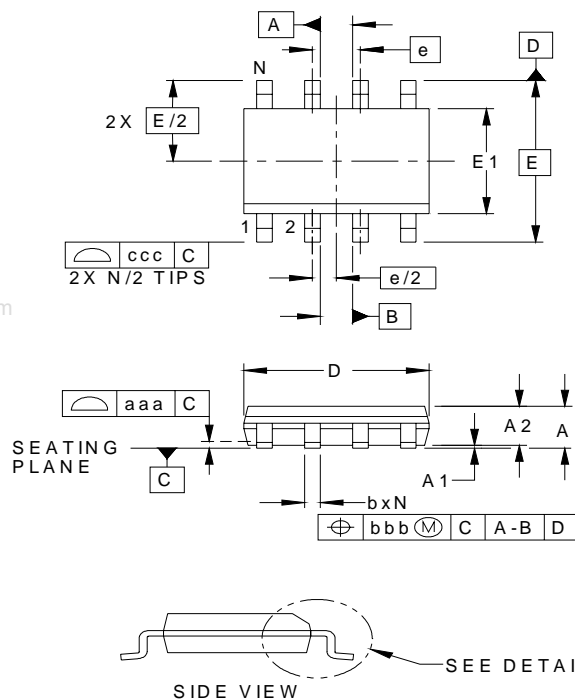 A
e
D
N
2X E/2
E1
E
1 2
ccc C
2X N/2 TIPS
e/2
B
m
D
aaa C
A2
A
SEATING
PLANE
C
A1
bxN
bbb M C A-B D
SEE DETAI
SIDE VIEW